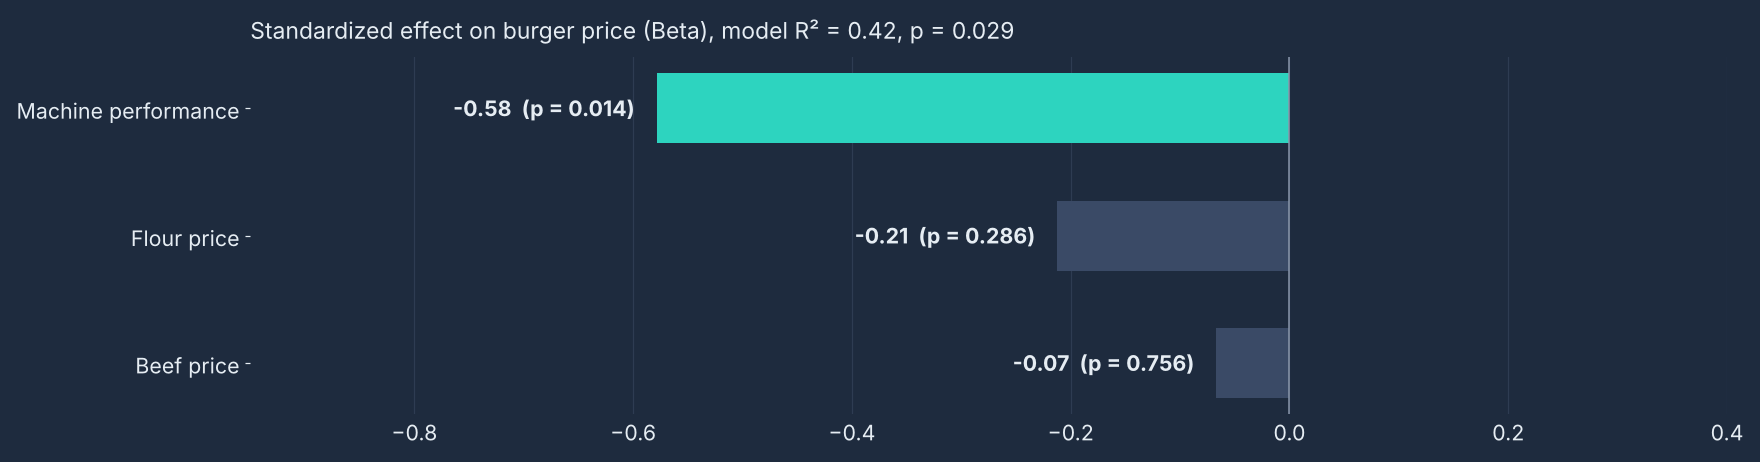 Standardized effect on burger price (Beta), model R² = 0.42, p = 0.029
Machine performance
-0.58 (p = 0.014)
Flour price
-0.21 (p = 0.286)
Beef price
-0.07 (p = 0.756)
−0.8 −0.6 −0.4 −0.2 0.0 0.2 0.4